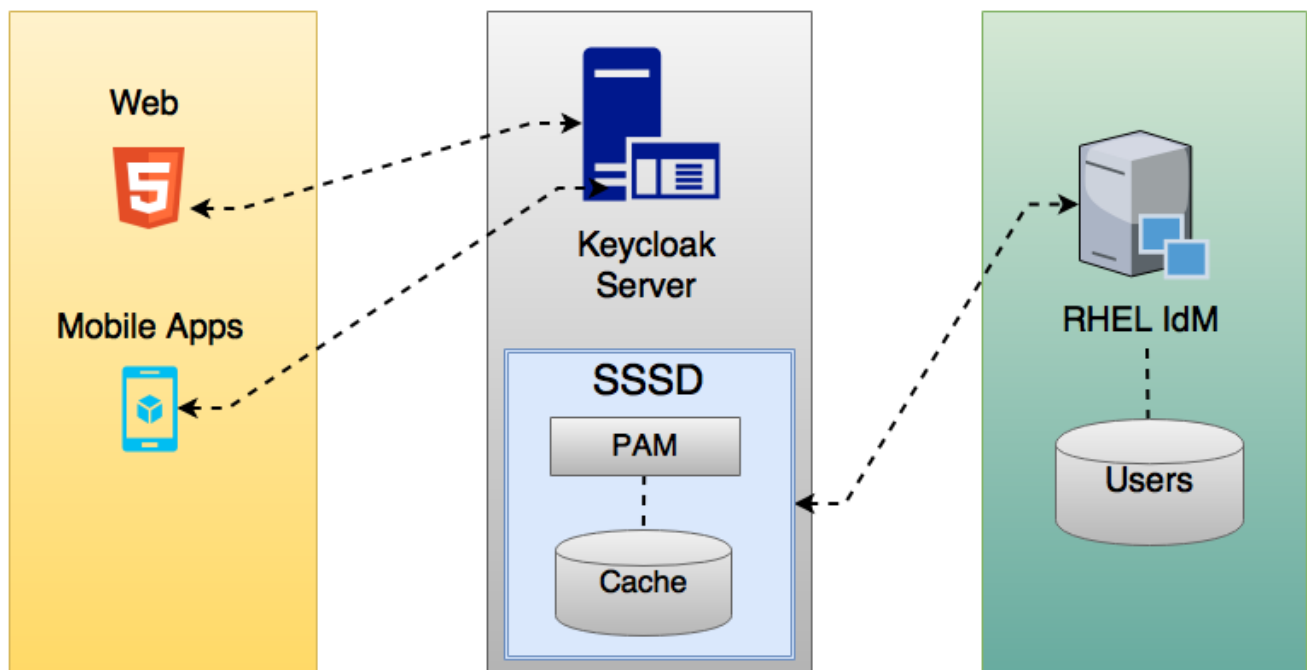 Web
Mobile Apps
Keycloak
Server
SSSD
PAM
Cache
RHEL IdM
Users